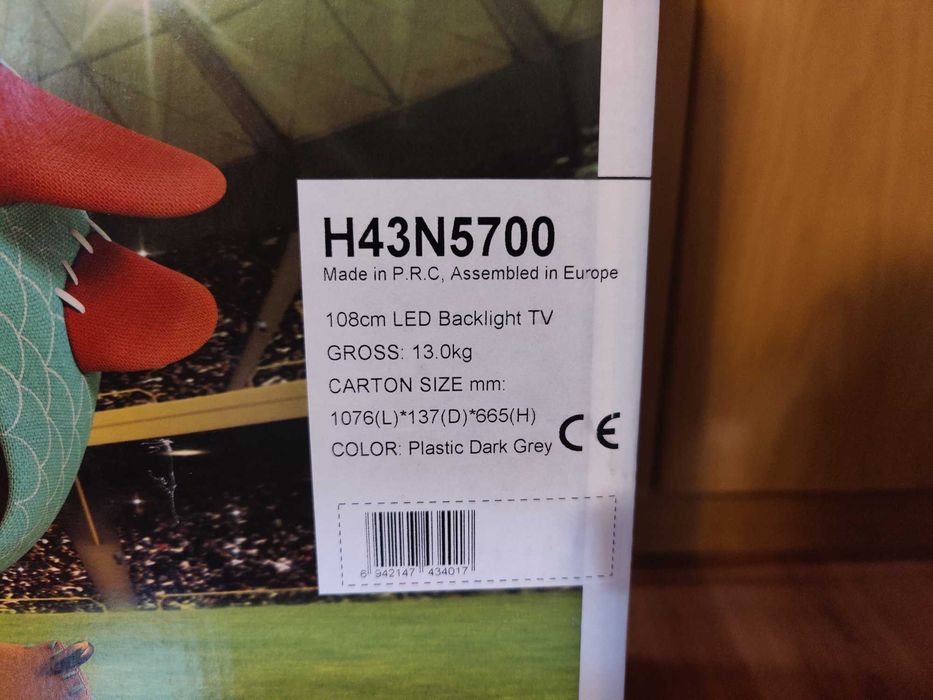 H43N5700
Made in P.R.C, Assembled in Europe
108cm LED Backlight TV
GROSS: 13.0kg
CARTON SIZE mm:
1076(L)*137(D)*665(H)
COLOR: Plastic Dark Grey
CE
6 942147 434017